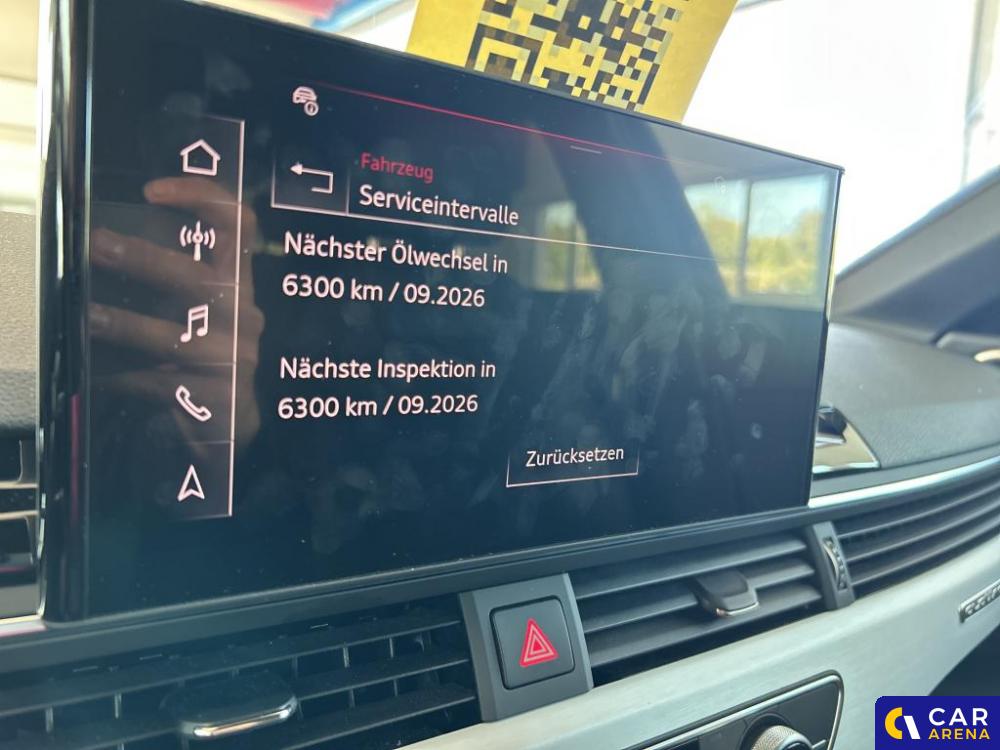 Fahrzeug
Serviceintervalle
Nächster Ölwechsel in
6300 km / 09.2026
Nächste Inspektion in
6300 km / 09.2026
Zurücksetzen
CAR
ARENA